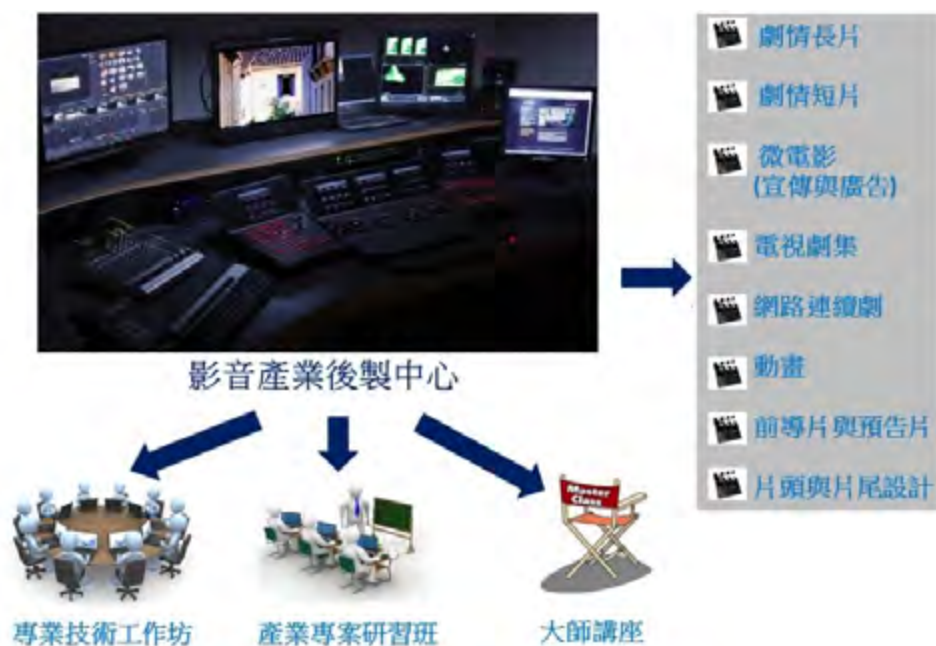 影音產業後製中心
劇情長片
劇情短片
微電影
(宣傳與廣告)
電視劇集
網路連續劇
動畫
前導片與預告片
片頭與片尾設計
Master
Class
專業技術工作坊
產業專案研習班
大師講座